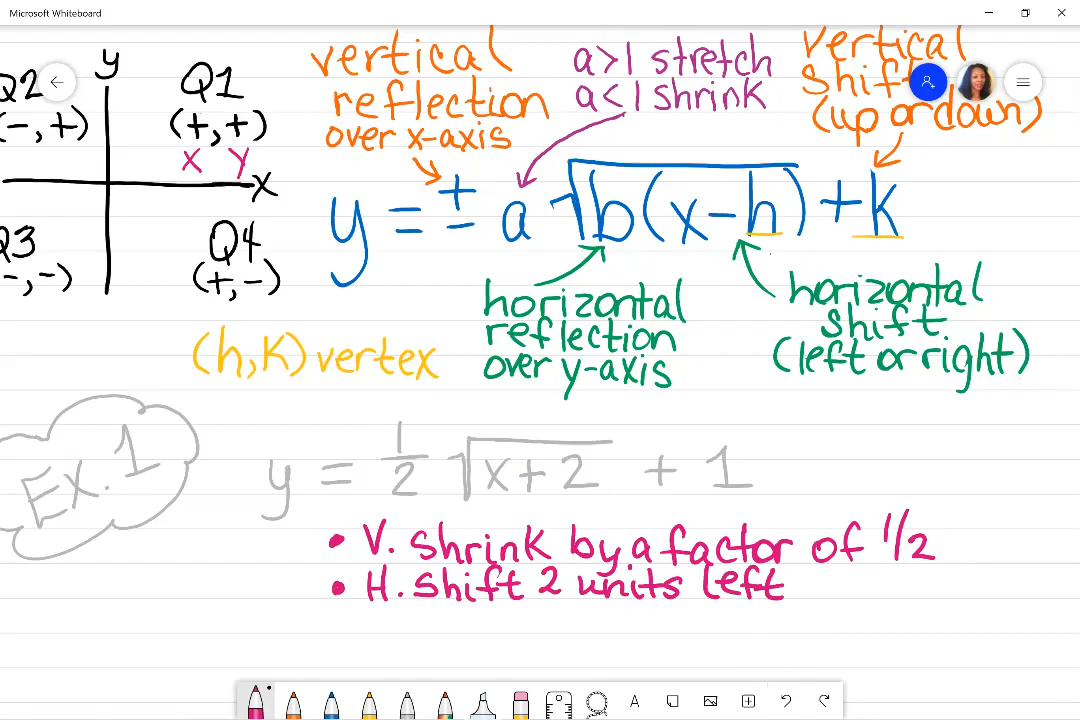 Microsoft Whiteboard
Q2
(-, +)
y
Q1
(+, +)
X Y
X
Q3
-, -)
Q4
(+, -)
vertical
reflection
over x-axis
a>1 stretch
a<1 shrink
vertical
shift
(up or down)
y = ± a √b(x-h) + k
horizontal
reflection
over y-axis
horizontal
shift
(left or right)
(h, k) vertex
Ex. 1
y = 1/2 √x+2 + 1
• V. shrink by a factor of 1/2
• H. shift 2 units left
A